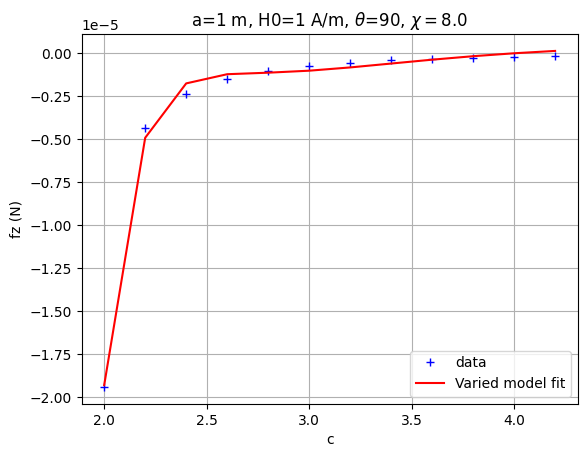 a=1 m, H0=1 A/m, θ=90, χ = 8.0
1e−5
0.00
−0.25
−0.50
−0.75
−1.00
−1.25
−1.50
−1.75
−2.00
fz (N)
2.0 2.5 3.0 3.5 4.0
c
data
Varied model fit